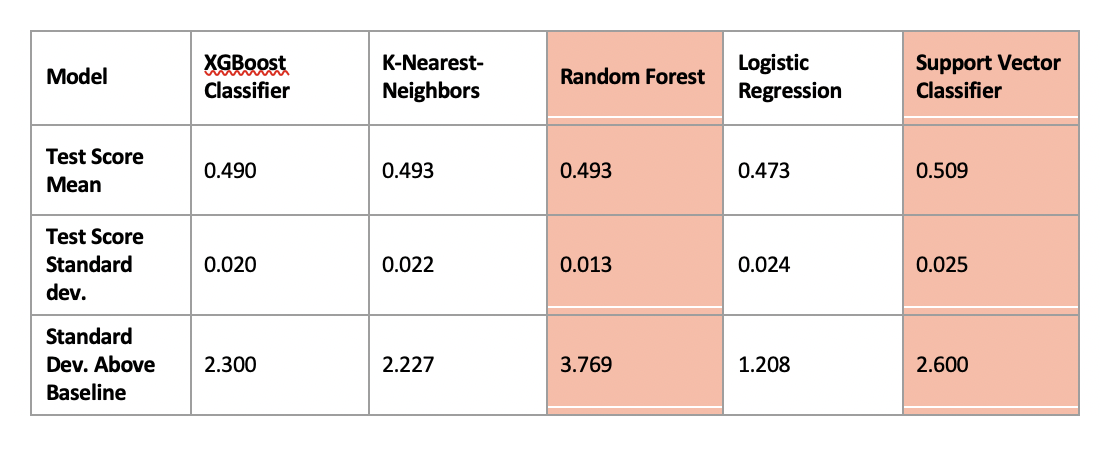 Model XGBoost Classifier K-Nearest-Neighbors Random Forest Logistic Regression Support Vector Classifier
Test Score Mean 0.490 0.493 0.493 0.473 0.509
Test Score Standard dev. 0.020 0.022 0.013 0.024 0.025
Standard Dev. Above Baseline 2.300 2.227 3.769 1.208 2.600